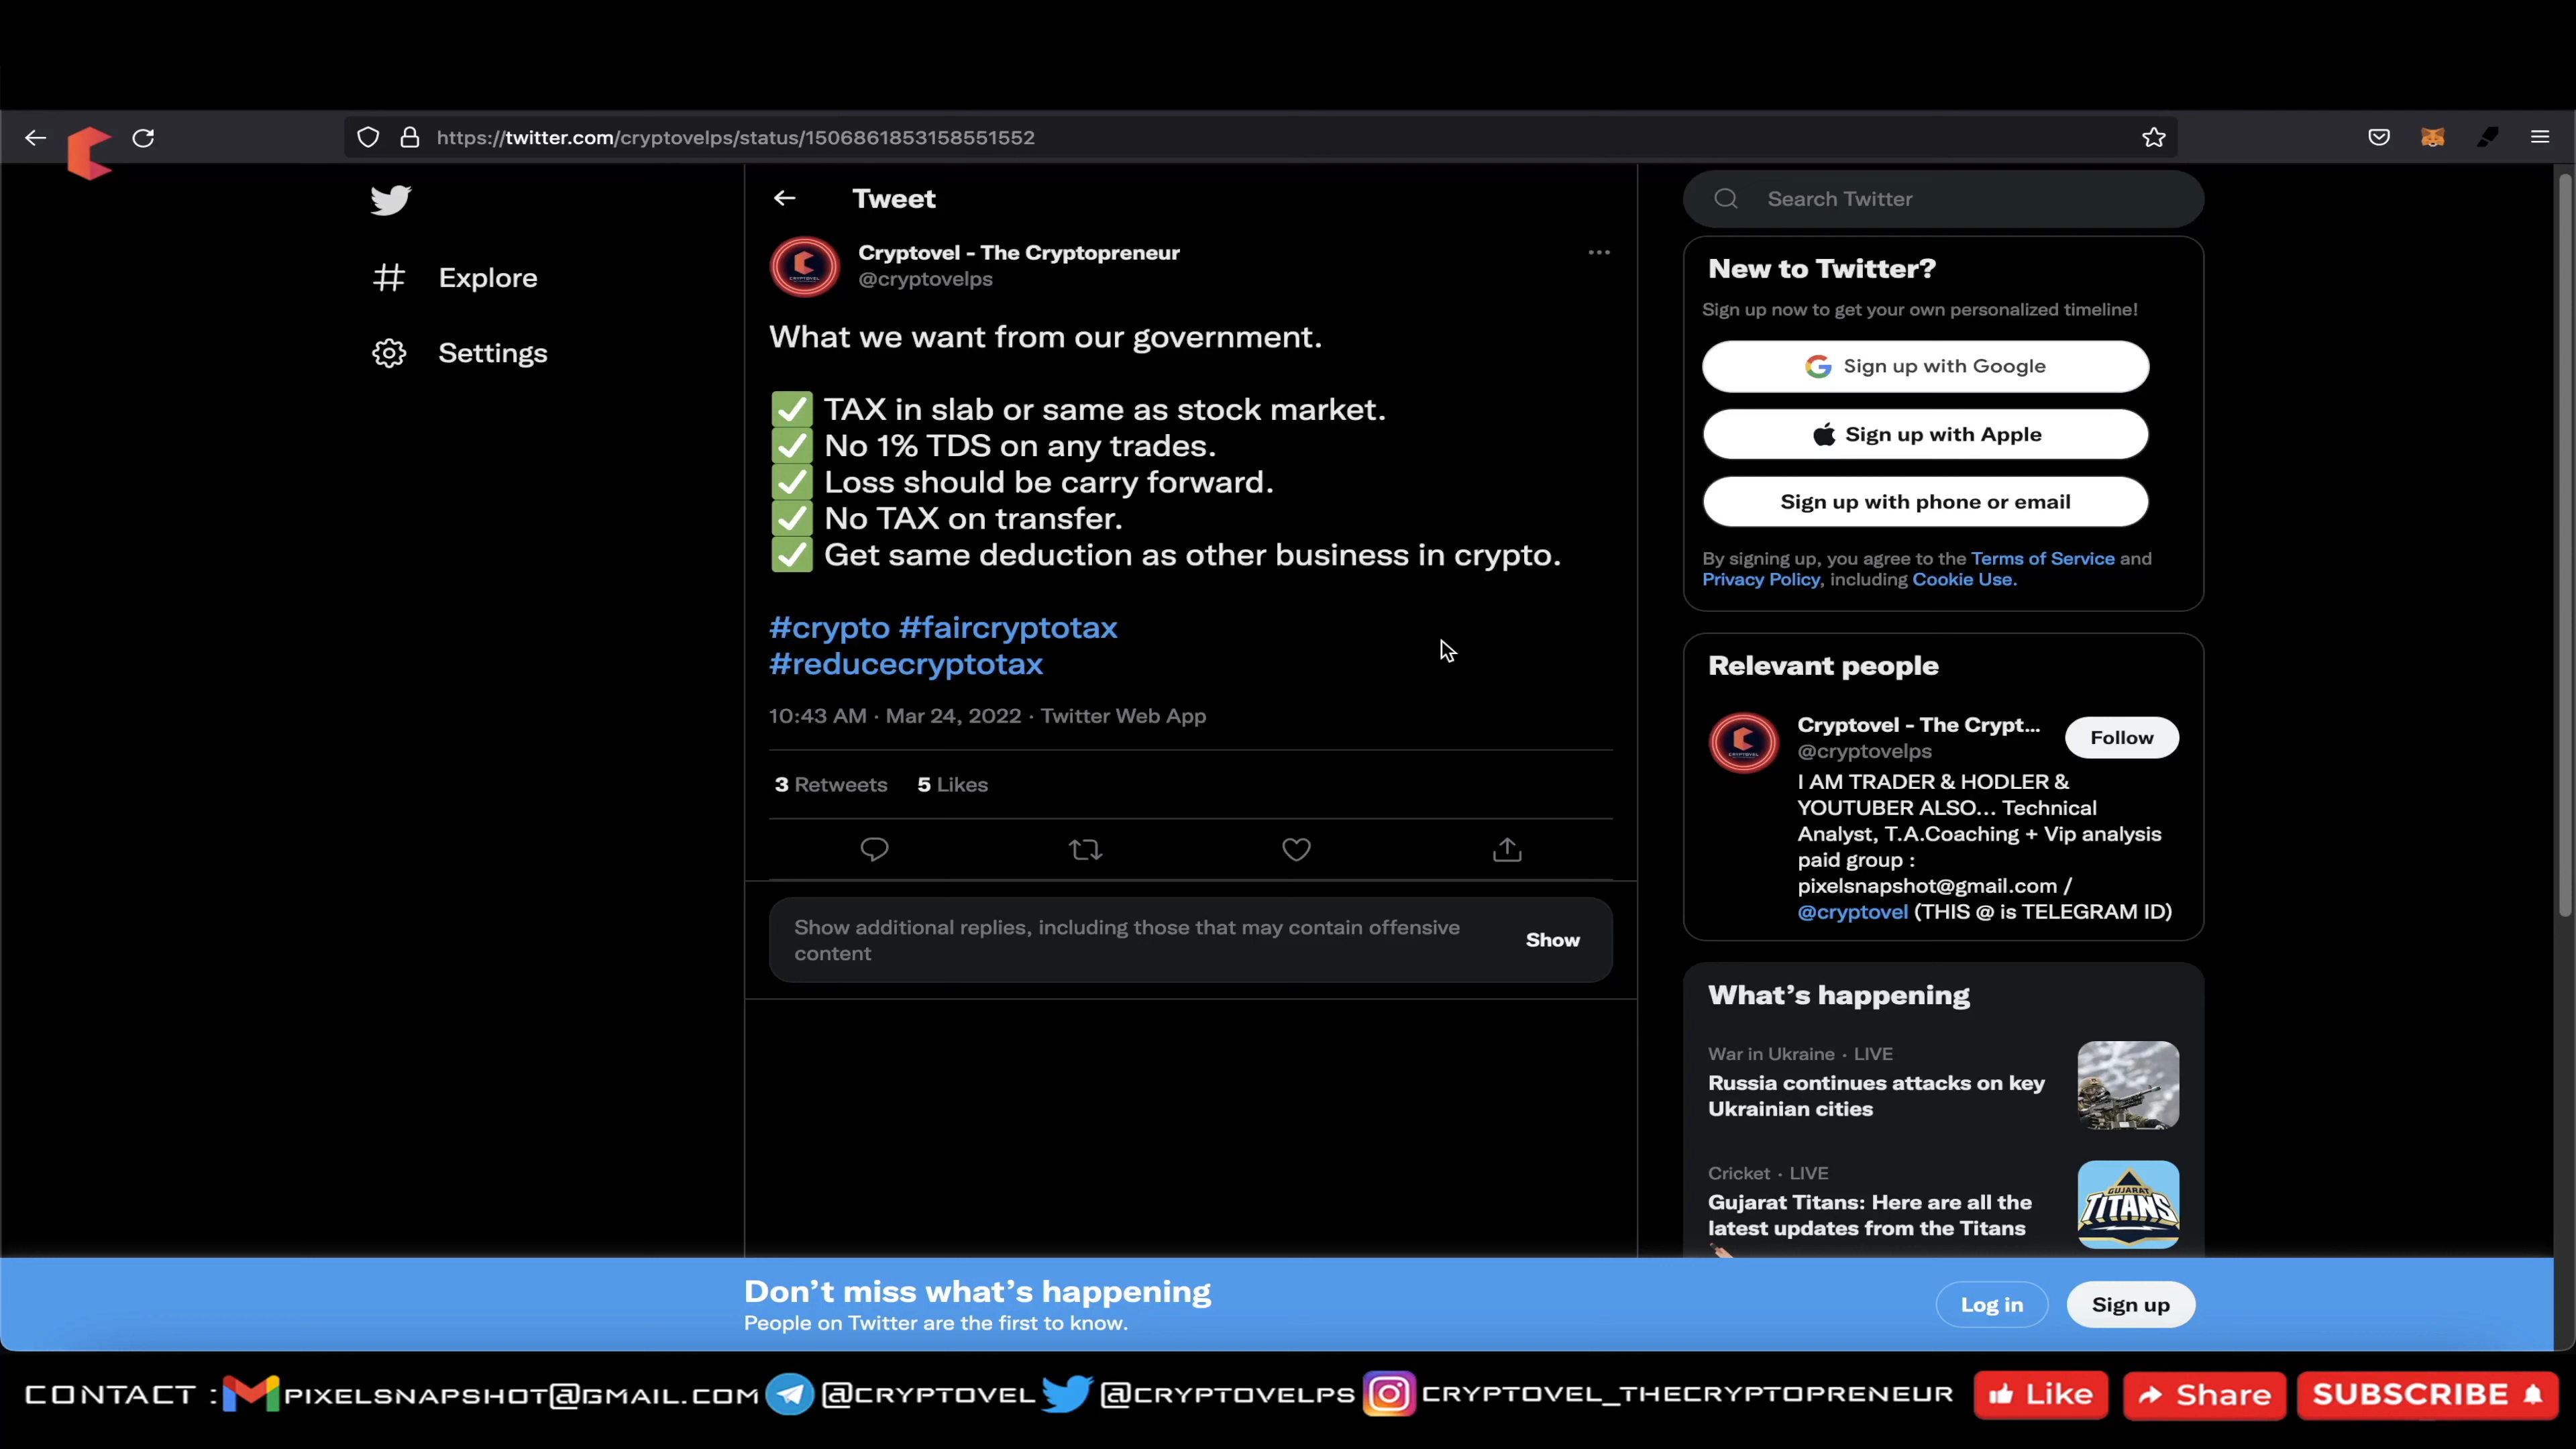 https://twitter.com/cryptovelps/status/1506861853158551552
Explore
Settings
Tweet
Cryptovel - The Cryptopreneur
@cryptovelps
What we want from our government.
✅ TAX in slab or same as stock market.
✅ No 1% TDS on any trades.
✅ Loss should be carry forward.
✅ No TAX on transfer.
✅ Get same deduction as other business in crypto.
#crypto #faircryptotax
#reducecryptotax
10:43 AM · Mar 24, 2022 · Twitter Web App
3 Retweets 5 Likes
Show additional replies, including those that may contain offensive
content
Show
Search Twitter
New to Twitter?
Sign up now to get your own personalized timeline!
Sign up with Google
Sign up with Apple
Sign up with phone or email
By signing up, you agree to the Terms of Service and
Privacy Policy, including Cookie Use.
Relevant people
Cryptovel - The Crypt...
@cryptovelps
Follow
I AM TRADER & HODLER &
YOUTUBER ALSO... Technical
Analyst, T.A.Coaching + Vip analysis
paid group :
pixelsnapshot@gmail.com /
@cryptovel (THIS @ is TELEGRAM ID)
What's happening
War in Ukraine · LIVE
Russia continues attacks on key
Ukrainian cities
Cricket · LIVE
Gujarat Titans: Here are all the
latest updates from the Titans
GUJARAT
TITANS
Don't miss what's happening
People on Twitter are the first to know.
Log in
Sign up
CONTACT : PIXELSNAPSHOT@GMAIL.COM @CRYPTOVEL @CRYPTOVELPS CRYPTOVEL_THECRYPTOPRENEUR Like Share SUBSCRIBE